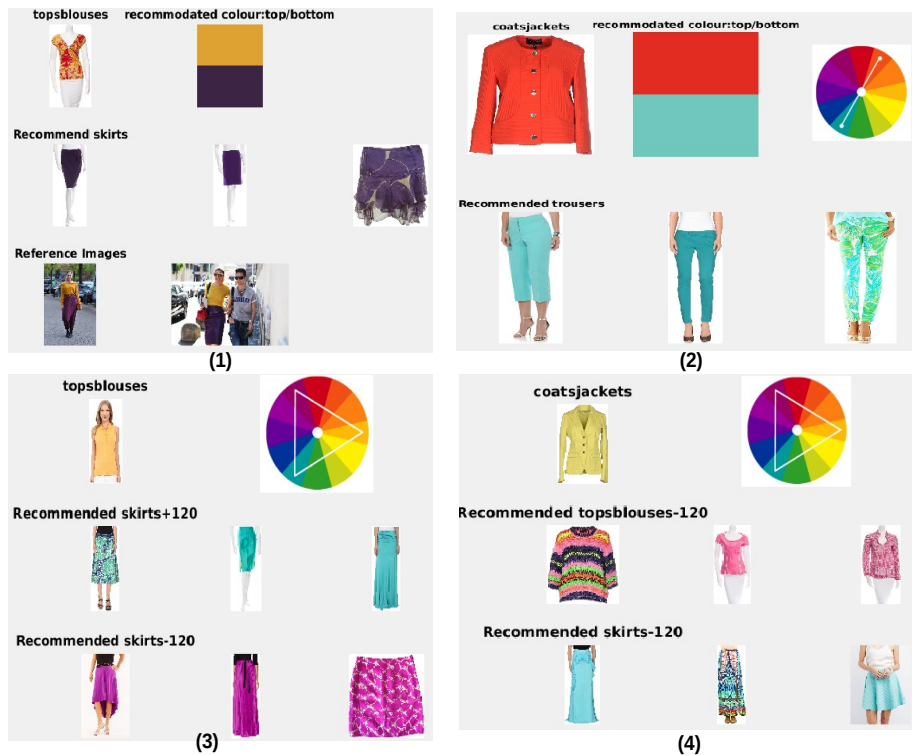 topsblouses
recommodated colour:top/bottom
Recommend skirts
Reference Images
(1)
coatsjackets
recommodated colour:top/bottom
Recommended trousers
(2)
topsblouses
Recommended skirts+120
Recommended skirts-120
(3)
coatsjackets
Recommended topsblouses-120
Recommended skirts-120
(4)